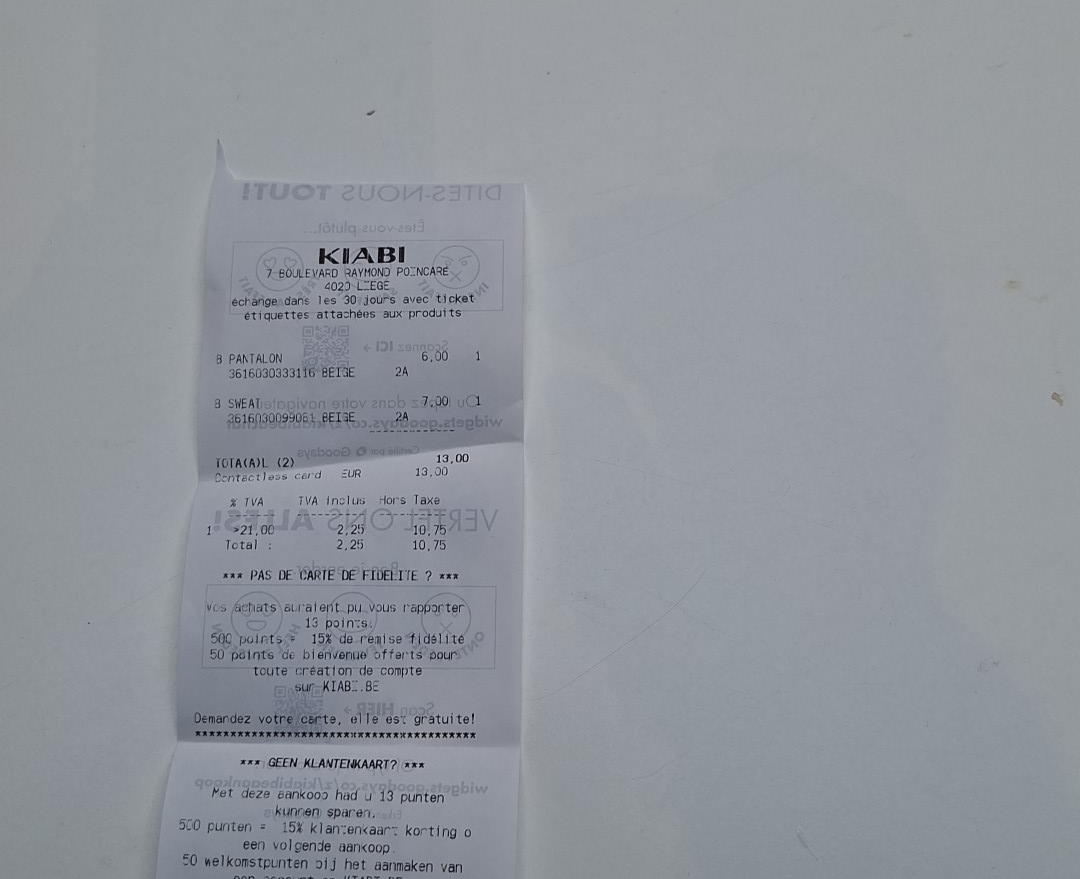 KIABI
7 BOULEVARD RAYMOND POINCARE
4020 LIEGE
échange dans les 30 jours avec ticket
étiquettes attachées aux produits
B PANTALON 6,00 1
3616030333116 BEIGE 2A
B SWEAT 7,00 1
3616030099081 BEIGE 2A
TOTA(A)L (2) 13,00
Contactless card EUR 13,00
% TVA TVA inclus Hors Taxe
1 >21,00 2,25 10,75
Total : 2,25 10,75
*** PAS DE CARTE DE FIDELITE ? ***
Vos achats auraient pu vous rapporter
13 points.
500 points = 15% de remise fidélité
50 points de bienvenue offerts pour
toute création de compte
sur KIABI.BE
Demandez votre carte, elle est gratuite!
****************************************
*** GEEN KLANTENKAART? ***
Met deze aankoop had u 13 punten
kunnen sparen.
500 punten = 15% klantenkaart korting o
een volgende aankoop.
50 welkomstpunten bij het aanmaken van